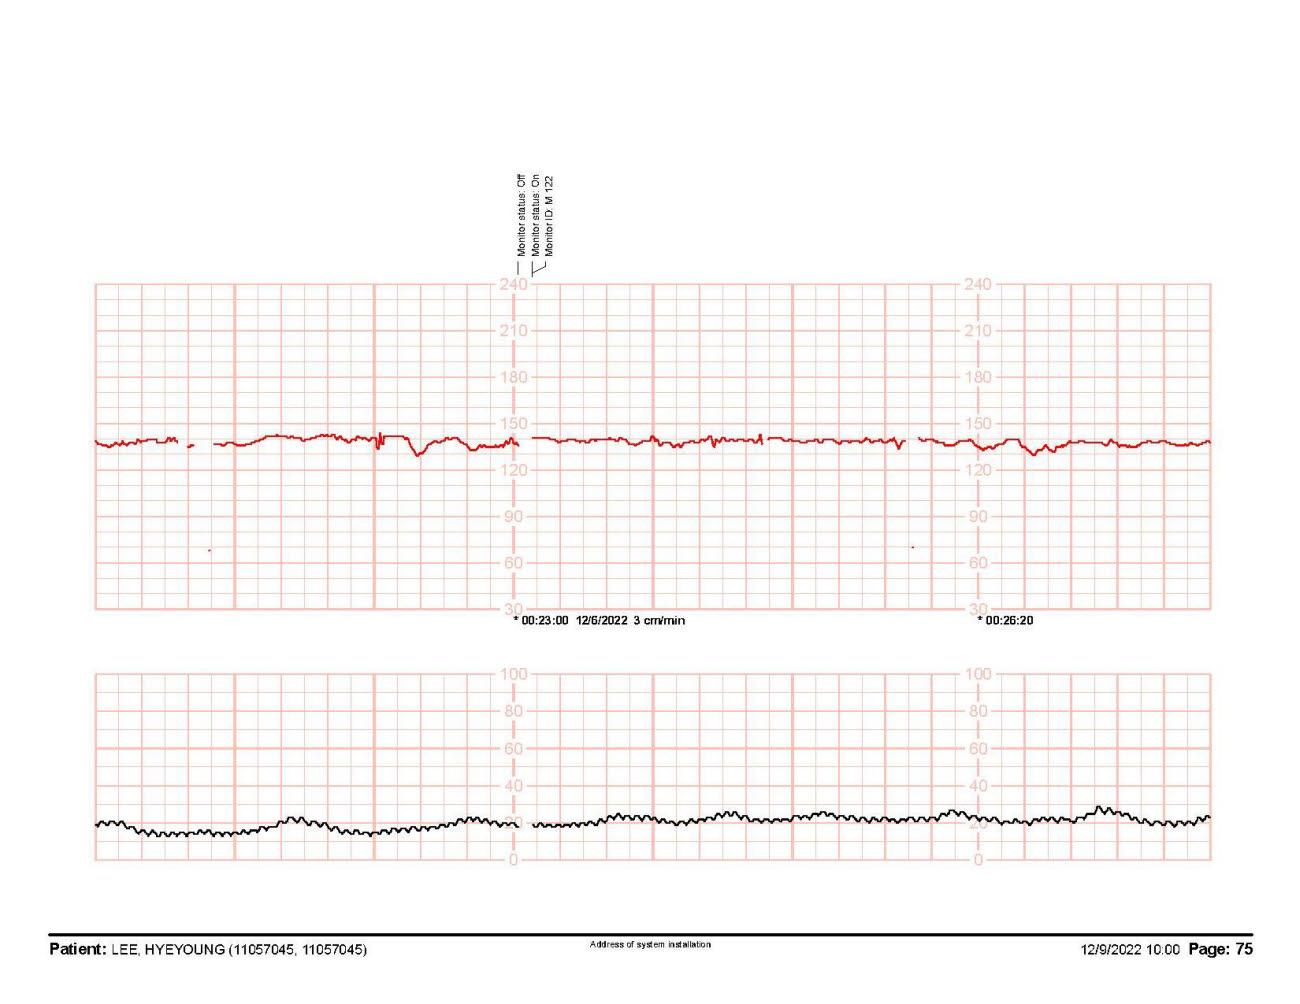 Monitor status: Off
Monitor status: On
Monitor ID: M 122
240 240
210 210
180 180
150 150
120 120
90 90
60 60
30 30
* 00:23:00 12/6/2022 3 cm/min * 00:26:20
100 100
80 80
60 60
40 40
20 20
0 0
Patient: LEE, HYEYOUNG (11057045, 11057045) Address of system installation 12/9/2022 10:00 Page: 75